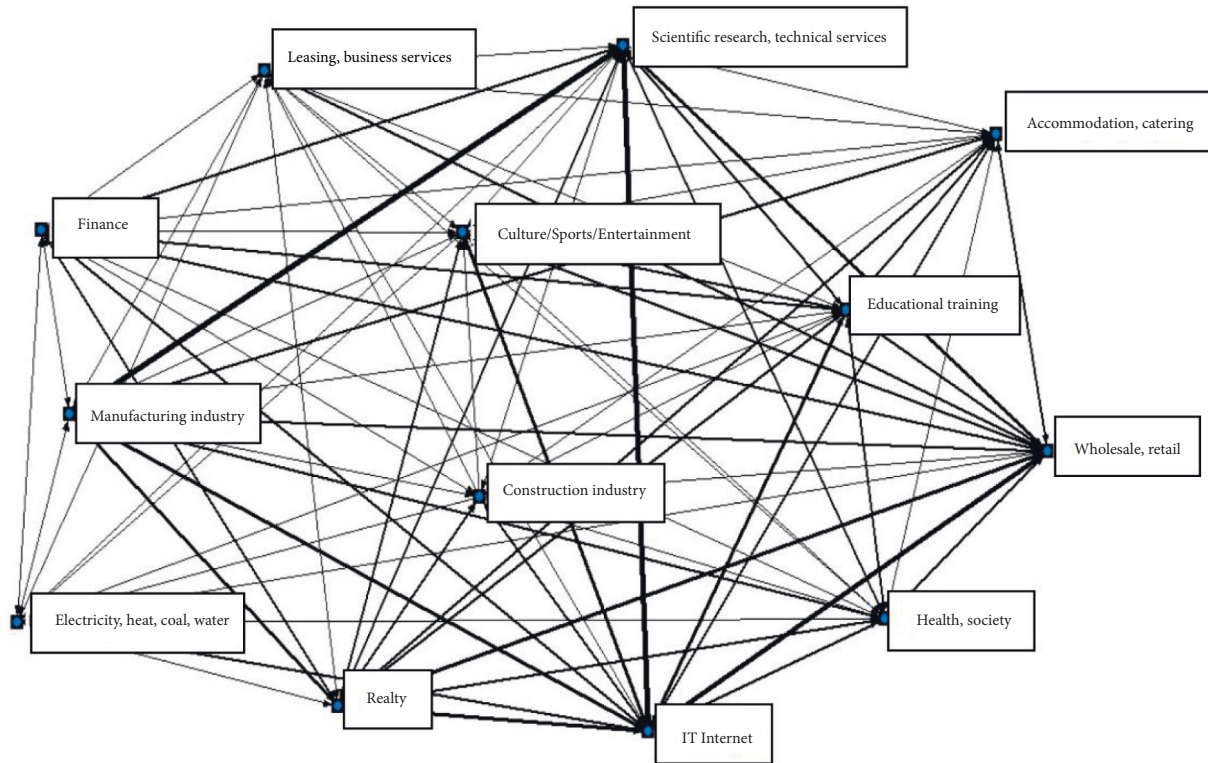 Scientific research, technical services
Leasing, business services
Accommodation, catering
Finance
Culture/Sports/Entertainment
Educational training
Manufacturing industry
Wholesale, retail
Construction industry
Electricity, heat, coal, water
Health, society
Realty
IT Internet